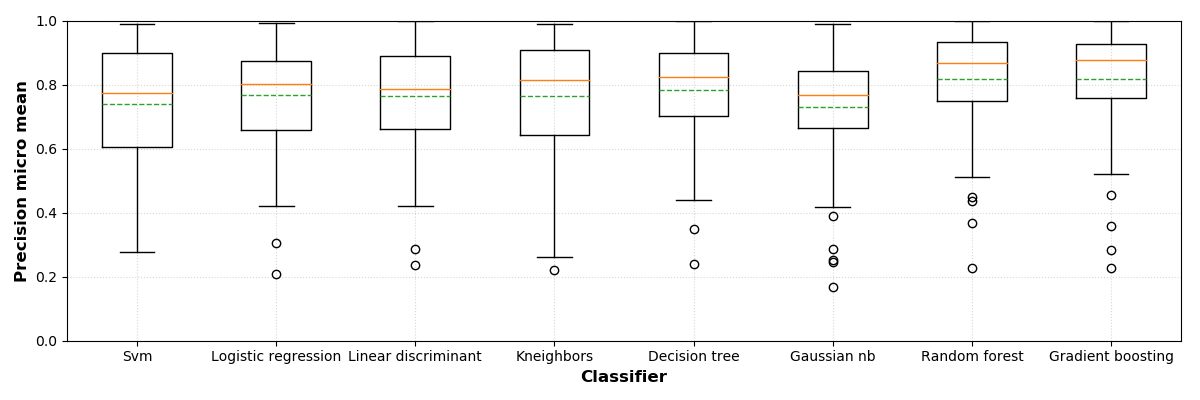 Precision micro mean
1.0
0.8
0.6
0.4
0.2
0.0
Svm Logistic regression Linear discriminant Kneighbors Decision tree Gaussian nb Random forest Gradient boosting
Classifier